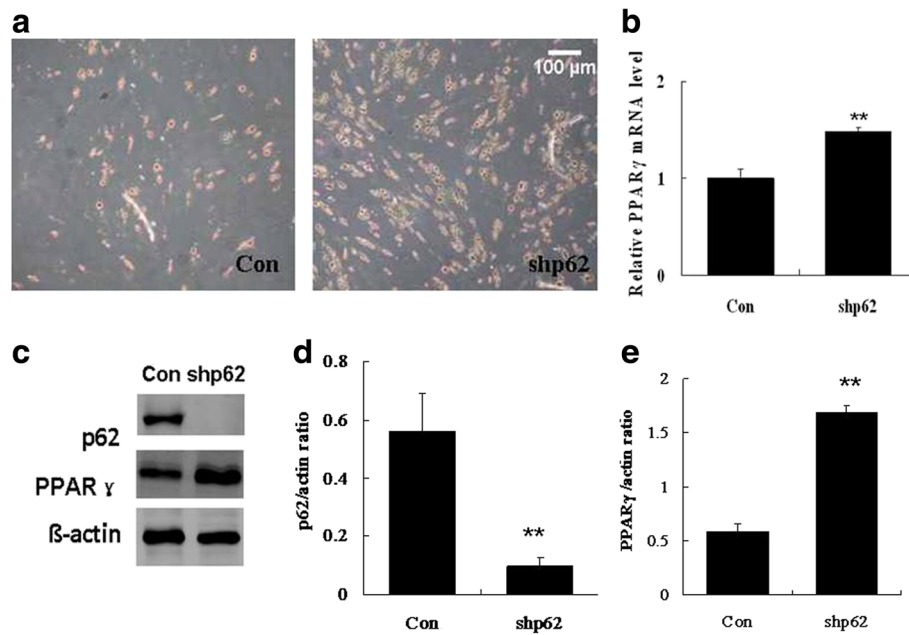 a
Con
100 µm
shp62
b
Relative PPARγ mRNA level
2
1
0
**
Con
shp62
c
Con shp62
p62
PPAR ɣ
ß-actin
d
p62/actin ratio
0.8
0.6
0.4
0.2
0
**
Con
shp62
e
PPARγ/actin ratio
2
1.5
1
0.5
0
**
Con
shp62